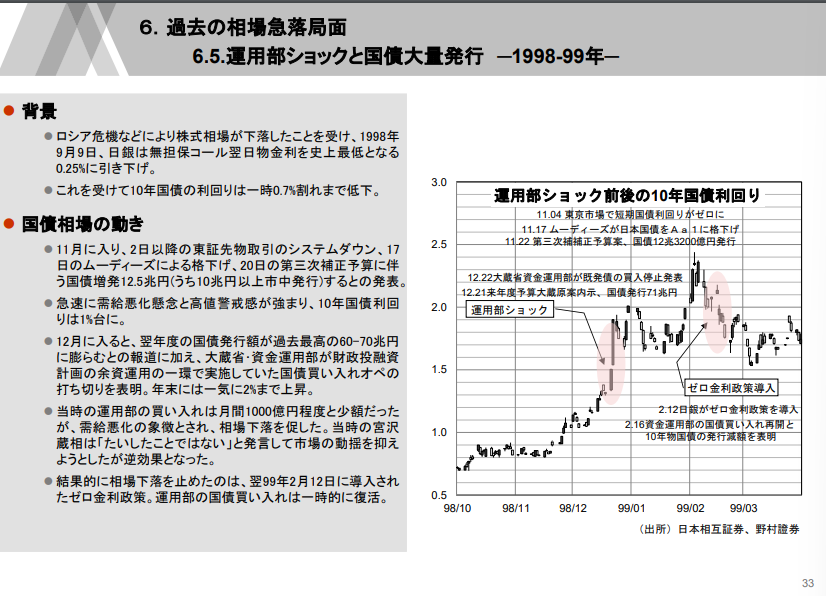 6. 過去の相場急落局面
6.5.運用部ショックと国債大量発行 ―1998-99年―
● 背景
● ロシア危機などにより株式相場が下落したことを受け、1998年
9月9日、日銀は無担保コール翌日物金利を史上最低となる
0.25%に引き下げ。
● これを受けて10年国債の利回りは一時0.7%割れまで低下。
● 国債相場の動き
● 11月に入り、2日以降の東証先物取引のシステムダウン、17
日のムーディーズによる格下げ、20日の第三次補正予算に伴
う国債増発12.5兆円(うち10兆円以上市中発行)するとの発表。
● 急速に需給悪化懸念と高値警戒感が強まり、10年国債利回
りは1%台に。
● 12月に入ると、翌年度の国債発行額が過去最高の60-70兆円
に膨らむとの報道に加え、大蔵省・資金運用部が財政投融資
計画の余資運用の一環で実施していた国債買い入れオペの
打ち切りを表明。年末には一気に2%まで上昇。
● 当時の運用部の買い入れは月間1000億円程度と少額だった
が、需給悪化の象徴とされ、相場下落を促した。当時の宮沢
蔵相は「たいしたことではない」と発言して市場の動揺を抑え
ようとしたが逆効果となった。
● 結果的に相場下落を止めたのは、翌99年2月12日に導入され
たゼロ金利政策。運用部の国債買い入れは一時的に復活。
運用部ショック前後の10年国債利回り
11.04 東京市場で短期国債利回りがゼロに
11.17 ムーディーズが日本国債をAa1に格下げ
11.22 第三次補補正予算案、国債12兆3200億円発行
12.22大蔵省資金運用部が既発債の買入停止発表
12.21来年度予算大蔵原案内示、国債発行71兆円
運用部ショック
ゼロ金利政策導入
2.12日銀がゼロ金利政策を導入
2.16資金運用部の国債買い入れ再開と
10年物国債の発行減額を表明
3.0
2.5
2.0
1.5
1.0
0.5
98/10 98/11 98/12 99/01 99/02 99/03
（出所）日本相互証券、野村證券
33